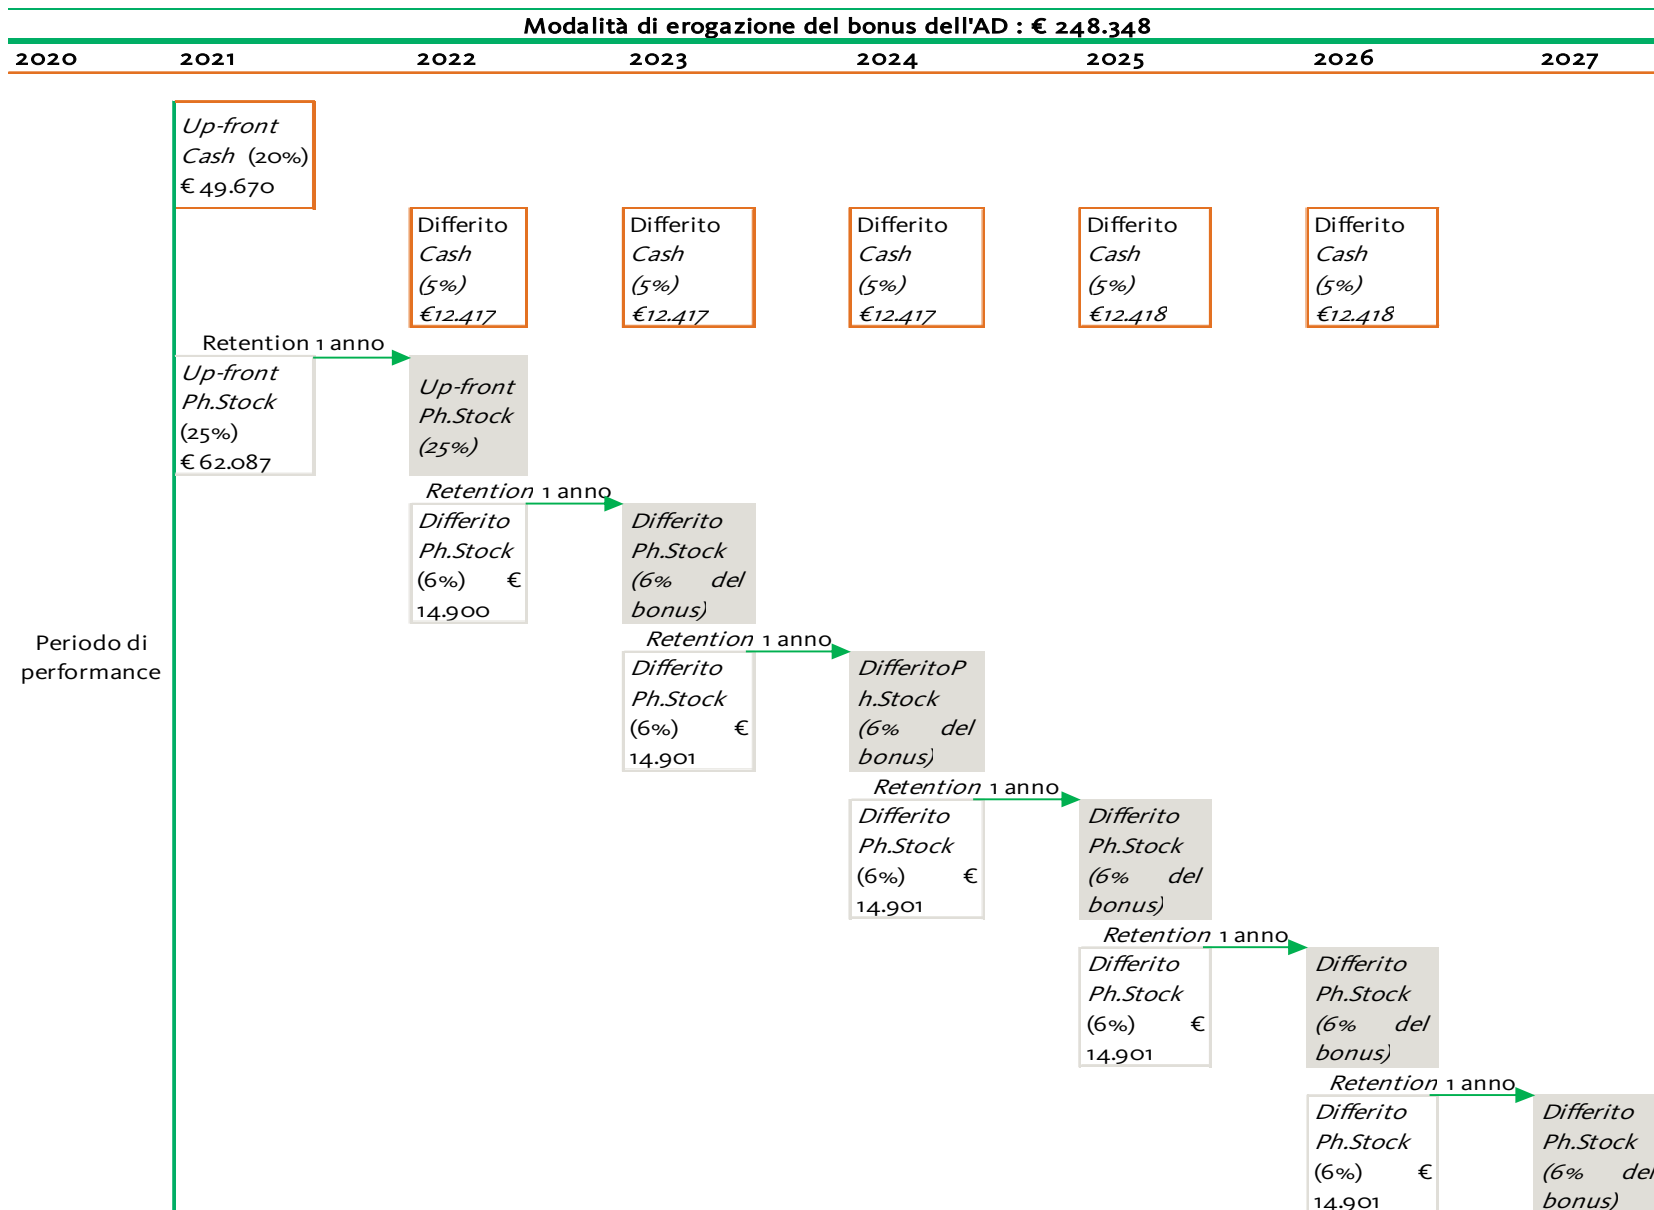 Modalità di erogazione del bonus dell'AD : € 248.348
2020 2021 2022 2023 2024 2025 2026 2027
Up-front
Cash (20%)
€ 49.670
Differito
Cash
(5%)
€12.417
Differito
Cash
(5%)
€12.417
Differito
Cash
(5%)
€12.417
Differito
Cash
(5%)
€12.418
Differito
Cash
(5%)
€12.418
Retention 1 anno
Up-front
Ph.Stock
(25%)
€ 62.087
Up-front
Ph.Stock
(25%)
Retention 1 anno
Differito
Ph.Stock
(6%) €
14.900
Differito
Ph.Stock
(6% del
bonus)
Periodo di
performance
Retention 1 anno
Differito
Ph.Stock
(6%) €
14.901
DifferitoP
h.Stock
(6% del
bonus)
Retention 1 anno
Differito
Ph.Stock
(6%) €
14.901
Differito
Ph.Stock
(6% del
bonus)
Retention 1 anno
Differito
Ph.Stock
(6%) €
14.901
Differito
Ph.Stock
(6% del
bonus)
Retention 1 anno
Differito
Ph.Stock
(6%) €
14.901
Differito
Ph.Stock
(6% del
bonus)